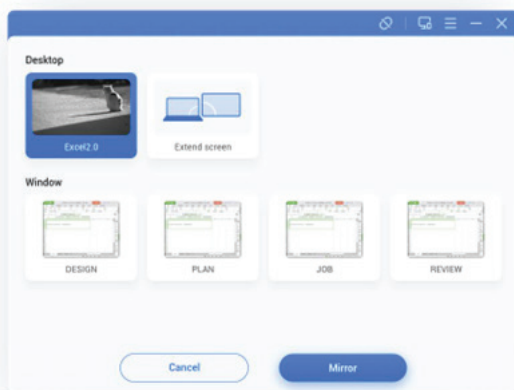 Desktop
Excel2.0
Extend screen
Window
DESIGN
PLAN
JOB
REVIEW
Cancel
Mirror